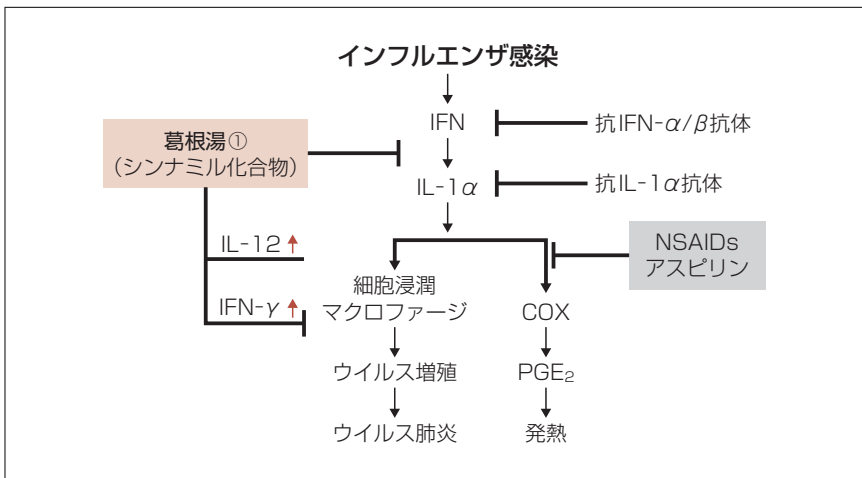 インフルエンザ感染
IFN
抗IFN-α/β抗体
葛根湯①
(シンナミル化合物)
IL-1α
抗IL-1α抗体
IL-12↑
NSAIDs
アスピリン
細胞浸潤
マクロファージ
COX
IFN-γ↑
ウイルス増殖
PGE₂
ウイルス肺炎
発熱